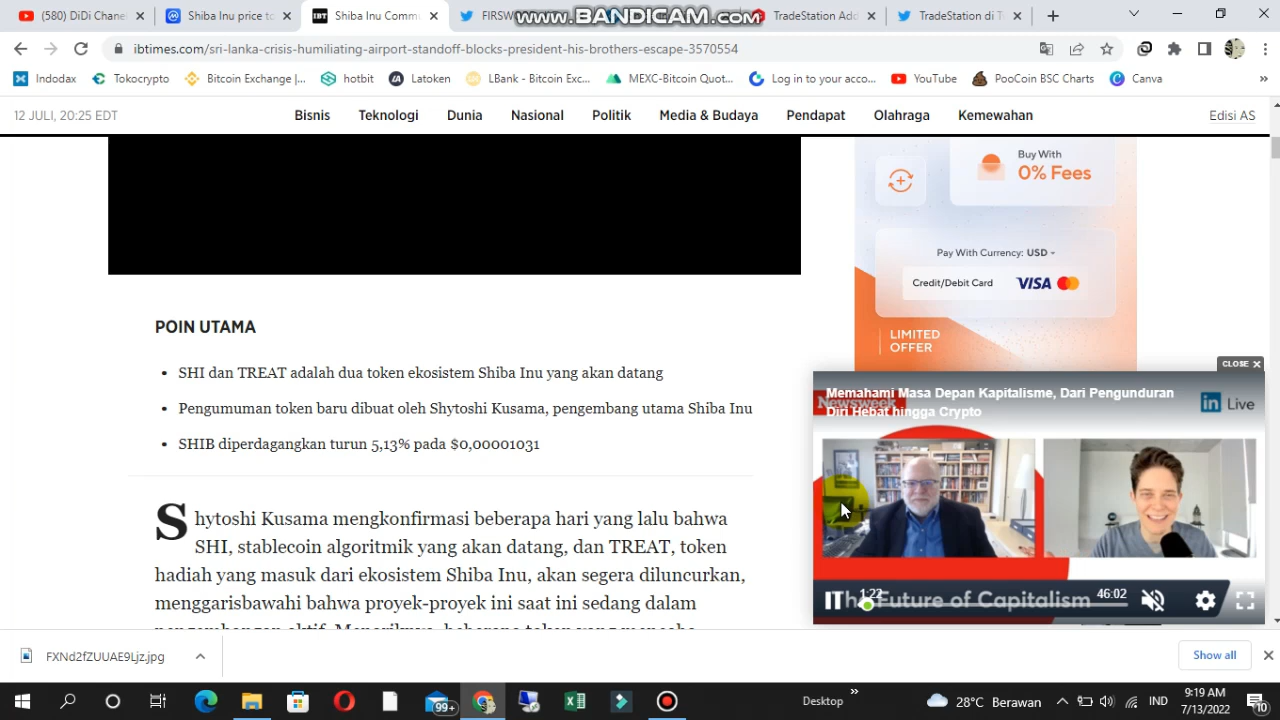 (580) DiDi Chane
Shiba Inu price to
IBT Shiba Inu Comm
FIRSW
www.BANDICAM.com
TradeStation Add
TradeStation di T
ibtimes.com/sri-lanka-crisis-humiliating-airport-standoff-blocks-president-his-brothers-escape-3570554
Indodax
Tokocrypto
Bitcoin Exchange |...
hotbit
Latoken
LBank - Bitcoin Exc...
MEXC-Bitcoin Quot...
Log in to your acco...
YouTube
PooCoin BSC Charts
Canva
»
12 JULI, 20:25 EDT
Bisnis
Teknologi
Dunia
Nasional
Politik
Media & Budaya
Pendapat
Olahraga
Kemewahan
Edisi AS
Buy With
0% Fees
Pay With Currency: USD
Credit/Debit Card VISA
LIMITED
OFFER
POIN UTAMA
• SHI dan TREAT adalah dua token ekosistem Shiba Inu yang akan datang
• Pengumuman token baru dibuat oleh Shytoshi Kusama, pengembang utama Shiba Inu
• SHIB diperdagangkan turun 5,13% pada $0,00001031
Shytoshi Kusama mengkonfirmasi beberapa hari yang lalu bahwa
SHI, stablecoin algoritmik yang akan datang, dan TREAT, token
hadiah yang masuk dari ekosistem Shiba Inu, akan segera diluncurkan,
menggarisbawahi bahwa proyek-proyek ini saat ini sedang dalam
CLOSE
Newsweek
Memahami Masa Depan Kapitalisme, Dari Pengunduran
Diri Hebat hingga Crypto
in Live
1:22
46:02
The Future of Capitalism
FXNd2fZUUAE9Ljz.jpg
Show all
99+
Desktop
»
28°C Berawan
IND
9:19 AM
7/13/2022
10